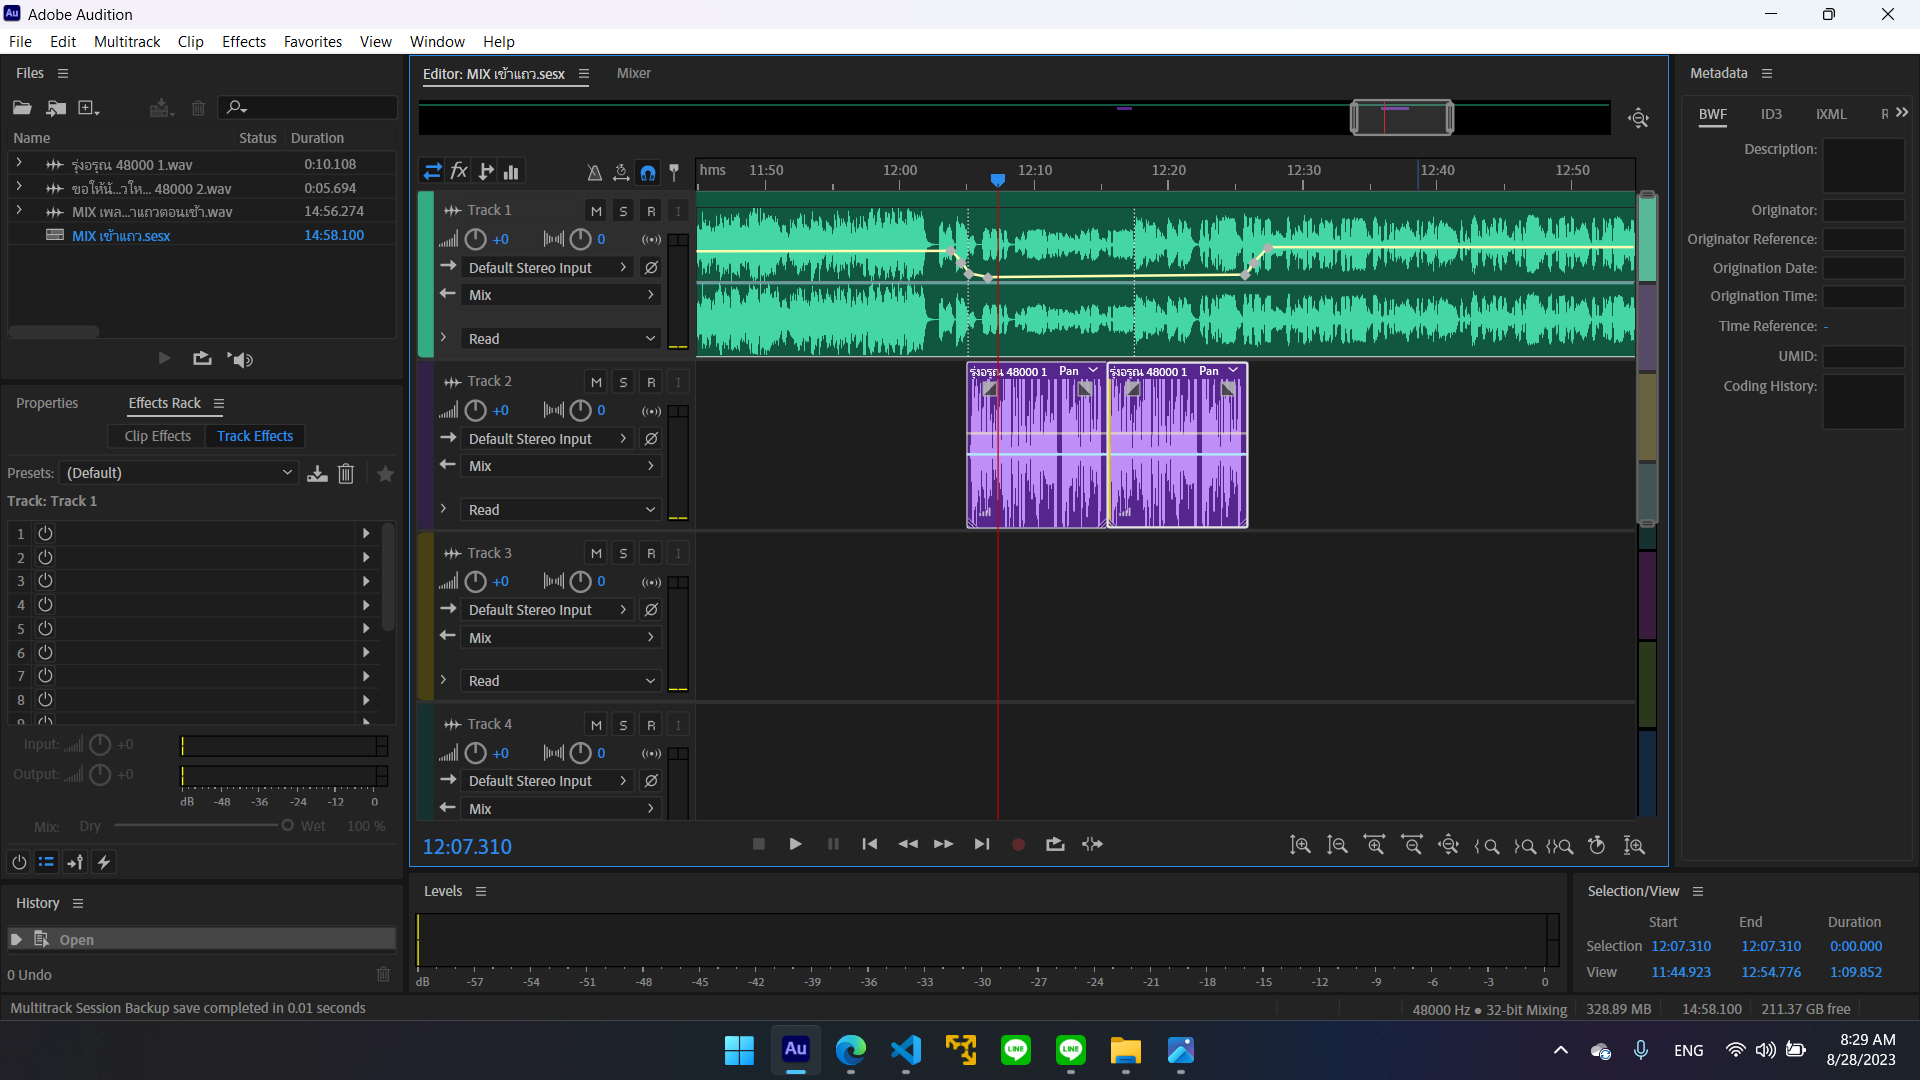 Au Adobe Audition
File Edit Multitrack Clip Effects Favorites View Window Help
Files
Name Status Duration
รุ่งอรุณ 48000 1.wav 0:10.108
ขอให้นั...วให... 48000 2.wav 0:05.694
MIX เพล...าแถวตอนเช้า.wav 14:56.274
MIX เข้าแถว.sesx 14:58.100
Properties Effects Rack
Clip Effects Track Effects
Presets: (Default)
Track: Track 1
1
2
3
4
5
6
7
8
9
Input: +0
Output: +0
dB -48 -36 -24 -12 0
Mix: Dry Wet 100 %
History
Open
0 Undo
Editor: MIX เข้าแถว.sesx Mixer
fx
hms 11:50 12:00 12:10 12:20 12:30 12:40 12:50
Track 1 M S R I
+0 0
Default Stereo Input
Mix
Read
Track 2 M S R I
+0 0
Default Stereo Input
Mix
Read
รุ่งอรุณ 48000 1 Pan รุ่งอรุณ 48000 1 Pan
Track 3 M S R I
+0 0
Default Stereo Input
Mix
Read
Track 4 M S R I
+0 0
Default Stereo Input
Mix
12:07.310
Levels
dB -57 -54 -51 -48 -45 -42 -39 -36 -33 -30 -27 -24 -21 -18 -15 -12 -9 -6 -3 0
Metadata
BWF ID3 IXML R
Description:
Originator:
Originator Reference:
Origination Date:
Origination Time:
Time Reference: -
UMID:
Coding History:
Selection/View
Start End Duration
Selection 12:07.310 12:07.310 0:00.000
View 11:44.923 12:54.776 1:09.852
Multitrack Session Backup save completed in 0.01 seconds
48000 Hz ● 32-bit Mixing 328.89 MB 14:58.100 211.37 GB free
Au LINE LINE ENG
8:29 AM
8/28/2023